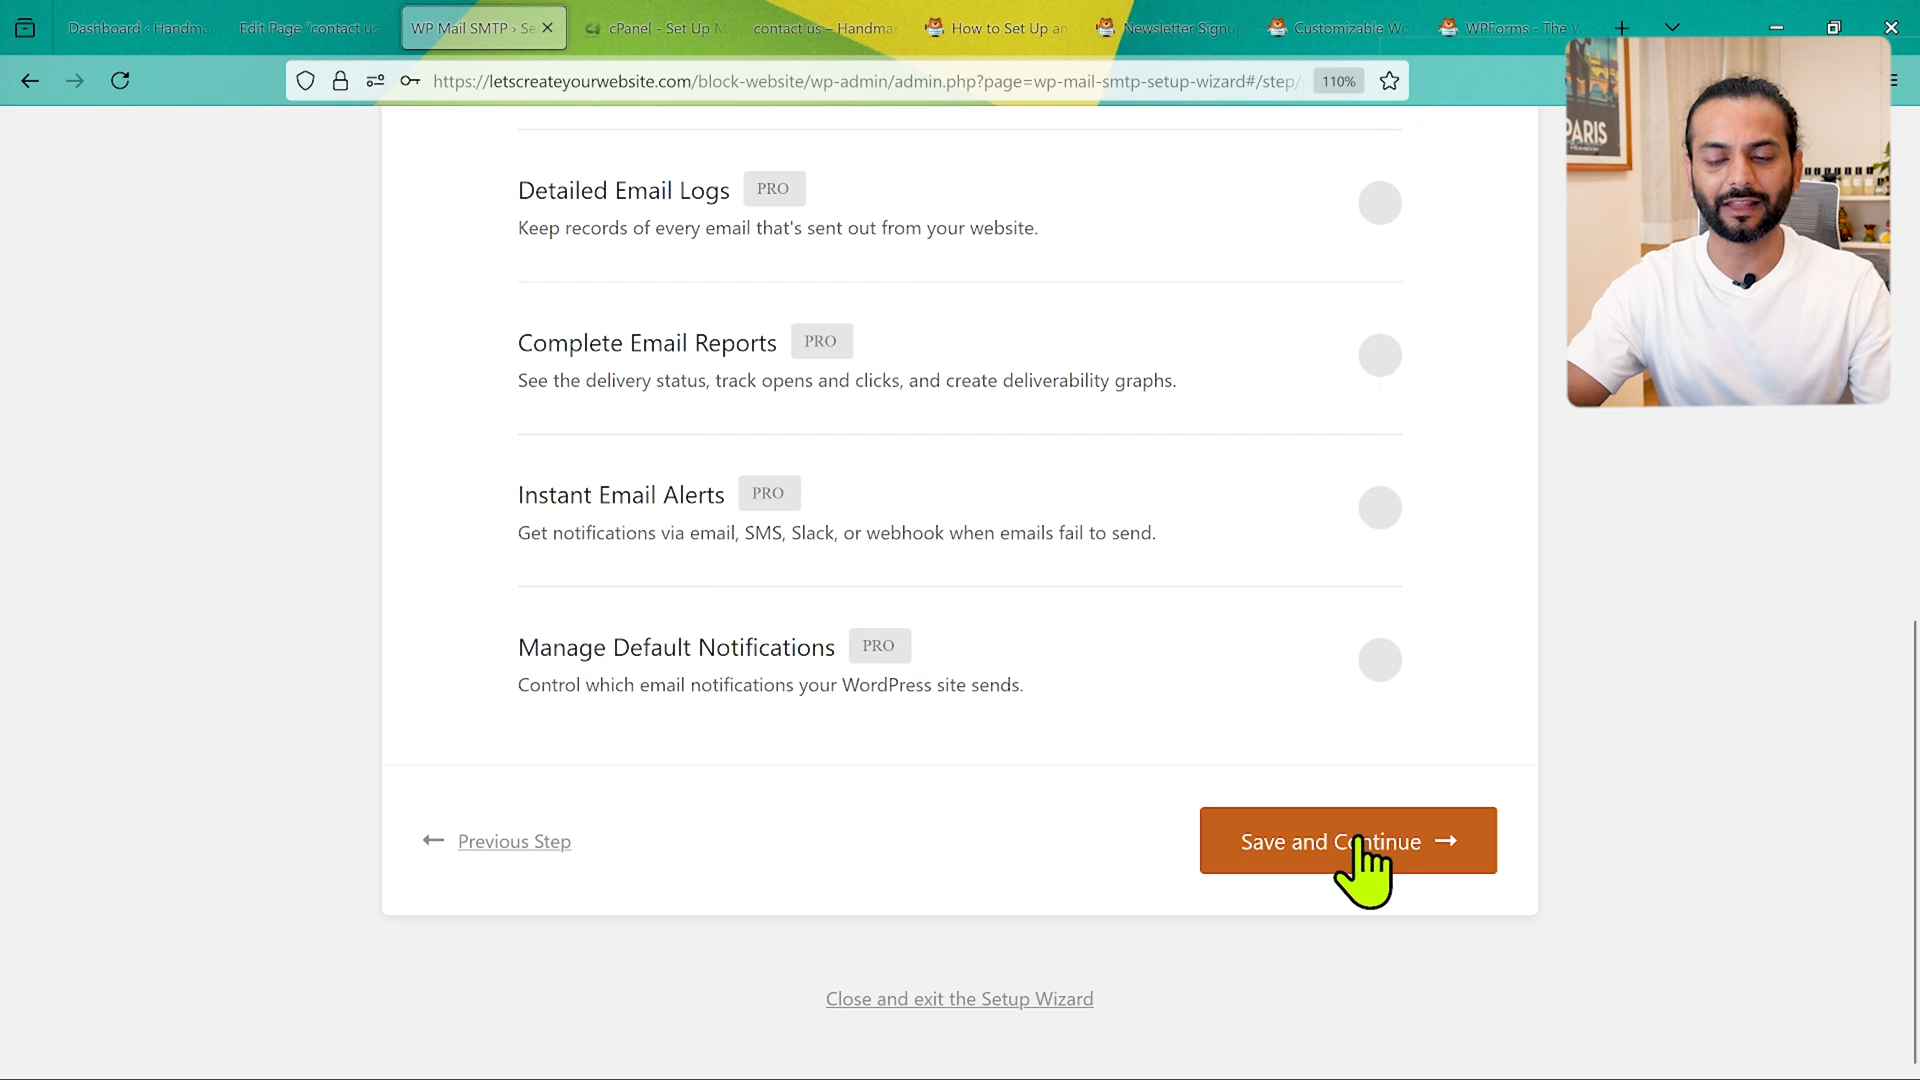 Dashboard ‹ Handma
Edit Page "contact us
WP Mail SMTP › Se
cPanel - Set Up M
contact us – Handmad
How to Set Up an
Newsletter Signu
Customizable Wo
WPForms - The W
https://letscreateyourwebsite.com/block-website/wp-admin/admin.php?page=wp-mail-smtp-setup-wizard#/step/
110%
PARIS
Detailed Email Logs PRO
Keep records of every email that's sent out from your website.
Complete Email Reports PRO
See the delivery status, track opens and clicks, and create deliverability graphs.
Instant Email Alerts PRO
Get notifications via email, SMS, Slack, or webhook when emails fail to send.
Manage Default Notifications PRO
Control which email notifications your WordPress site sends.
← Previous Step
Save and Continue →
Close and exit the Setup Wizard